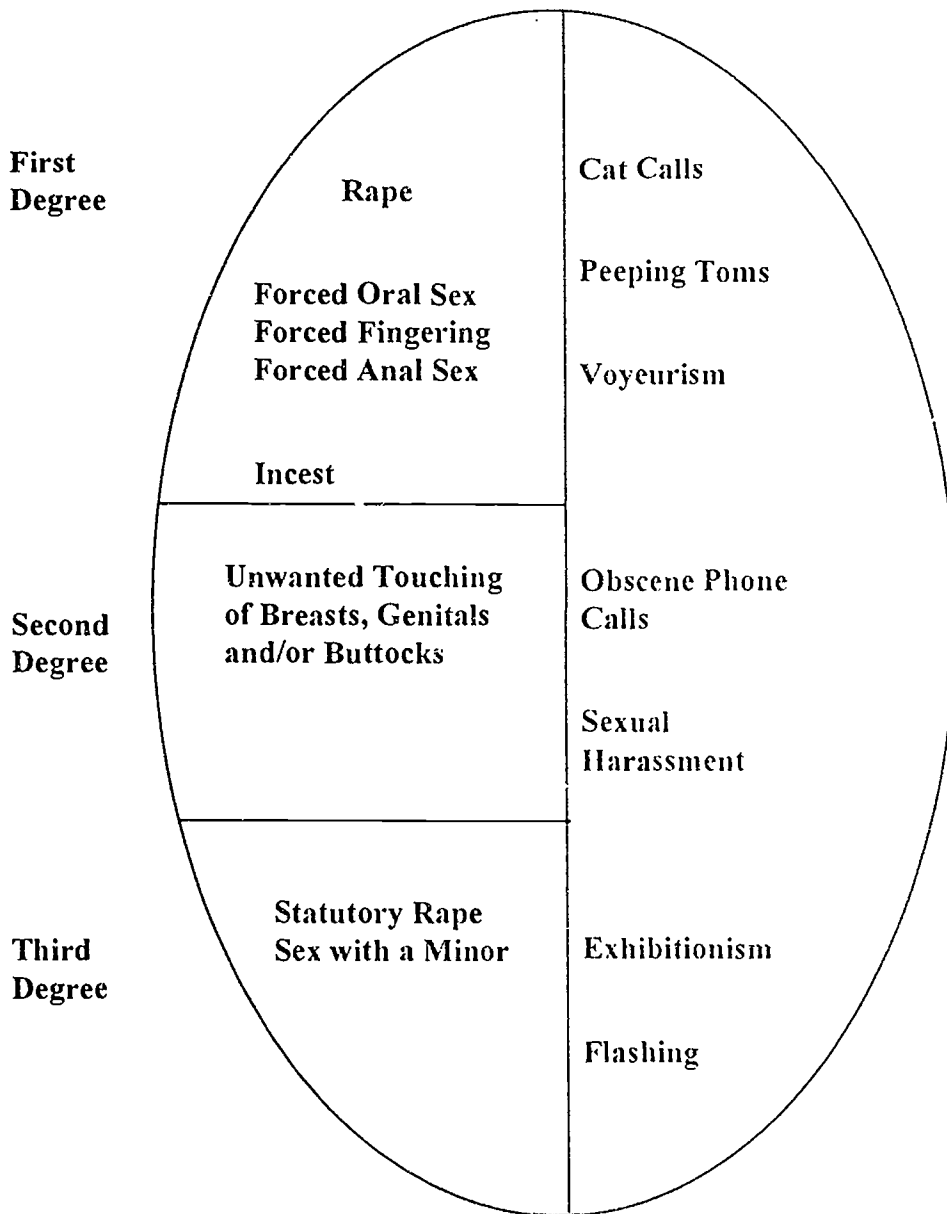 First
Degree
Rape
Forced Oral Sex
Forced Fingering
Forced Anal Sex
Incest
Cat Calls
Peeping Toms
Voyeurism
Second
Degree
Unwanted Touching
of Breasts, Genitals
and/or Buttocks
Obscene Phone
Calls
Sexual
Harassment
Third
Degree
Statutory Rape
Sex with a Minor
Exhibitionism
Flashing